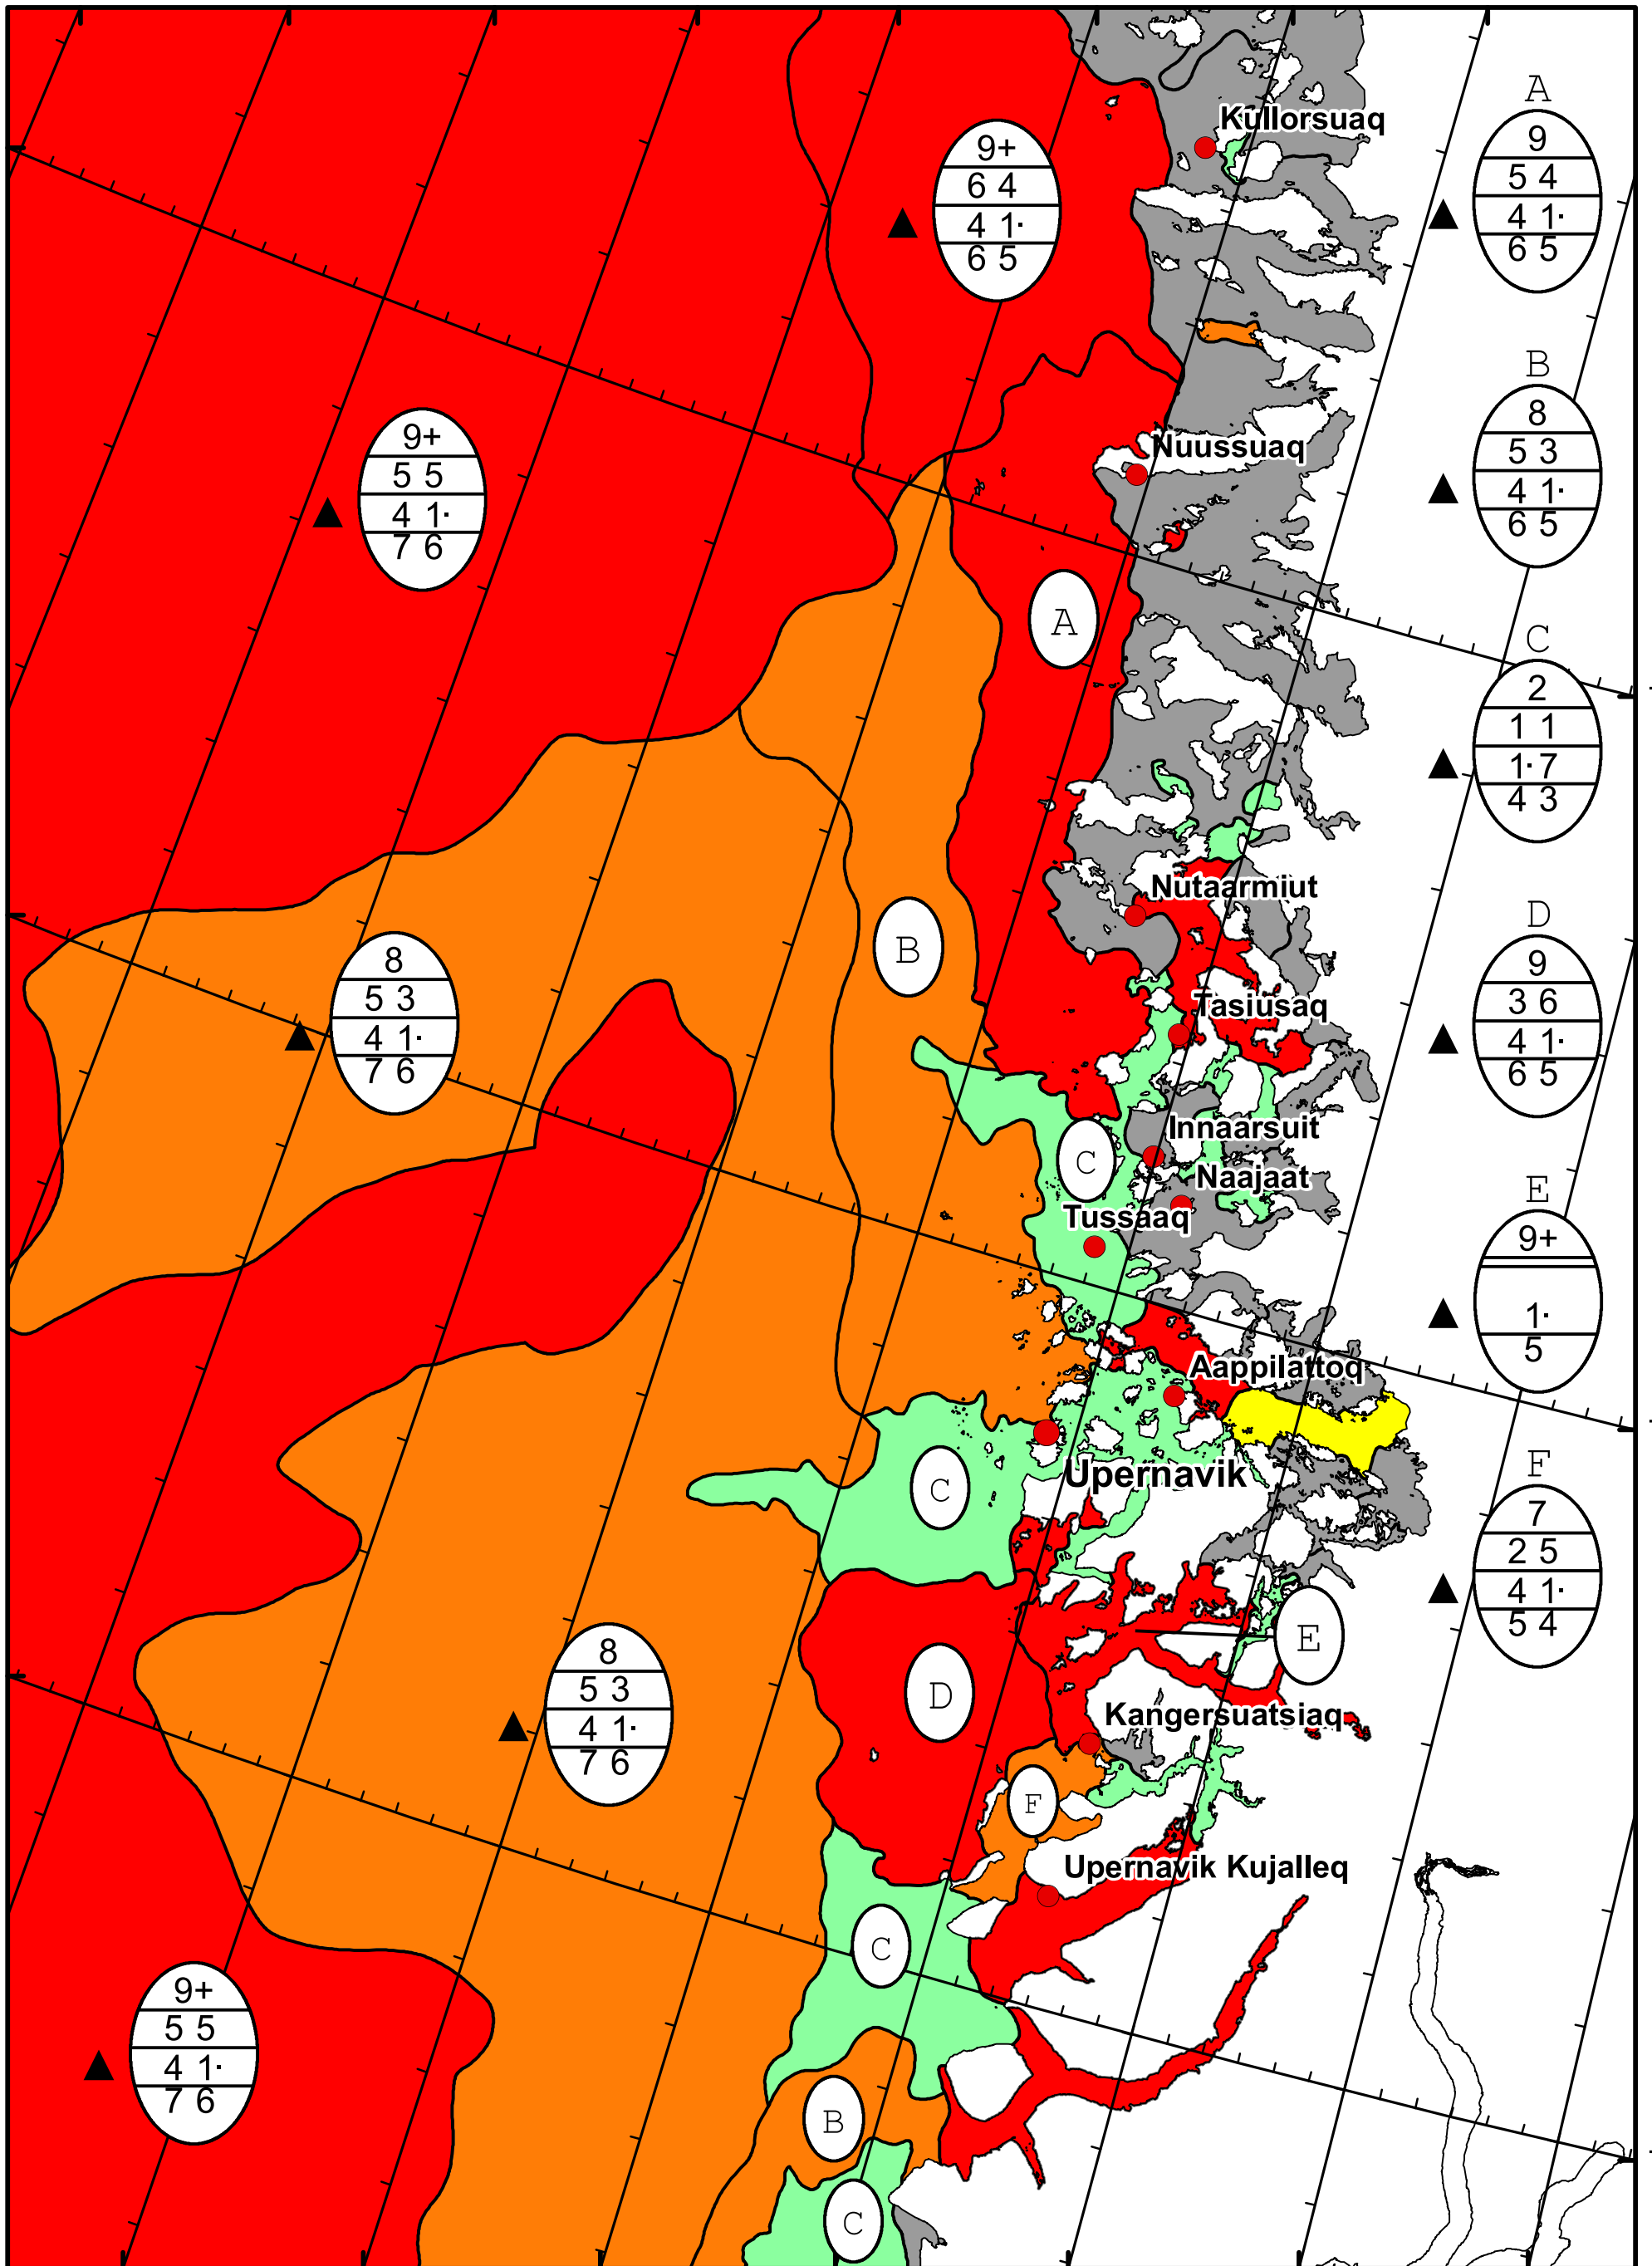 Kullorsuaq
9+
6 4
4 1·
6 5
A
9
5 4
4 1·
6 5
9+
5 5
4 1·
7 6
Nuussuaq
B
8
5 3
4 1·
6 5
A
C
2
1 1
1· 7
4 3
Nutaarmiut
B
8
5 3
4 1·
7 6
Tasiusaq
D
9
3 6
4 1·
6 5
Innaarsuit
C
Naajaat
Tussaaq
E
9+
1·
5
Aappilattoq
Upernavik
C
F
7
2 5
4 1·
5 4
E
8
5 3
4 1·
7 6
D
Kangersuatsiaq
F
Upernavik Kujalleq
C
9+
5 5
4 1·
7 6
B
C